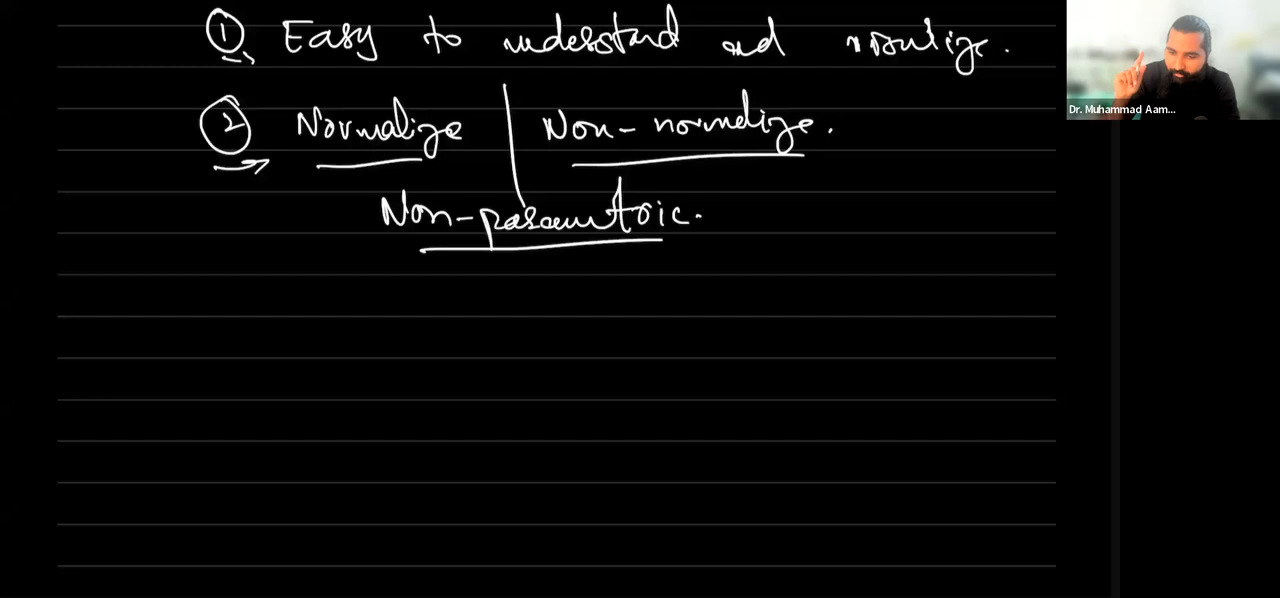 ① Easy to understand and visualize.
② Normalize | Non-normalize.
Non-parametric.
Dr. Muhammad Aam...